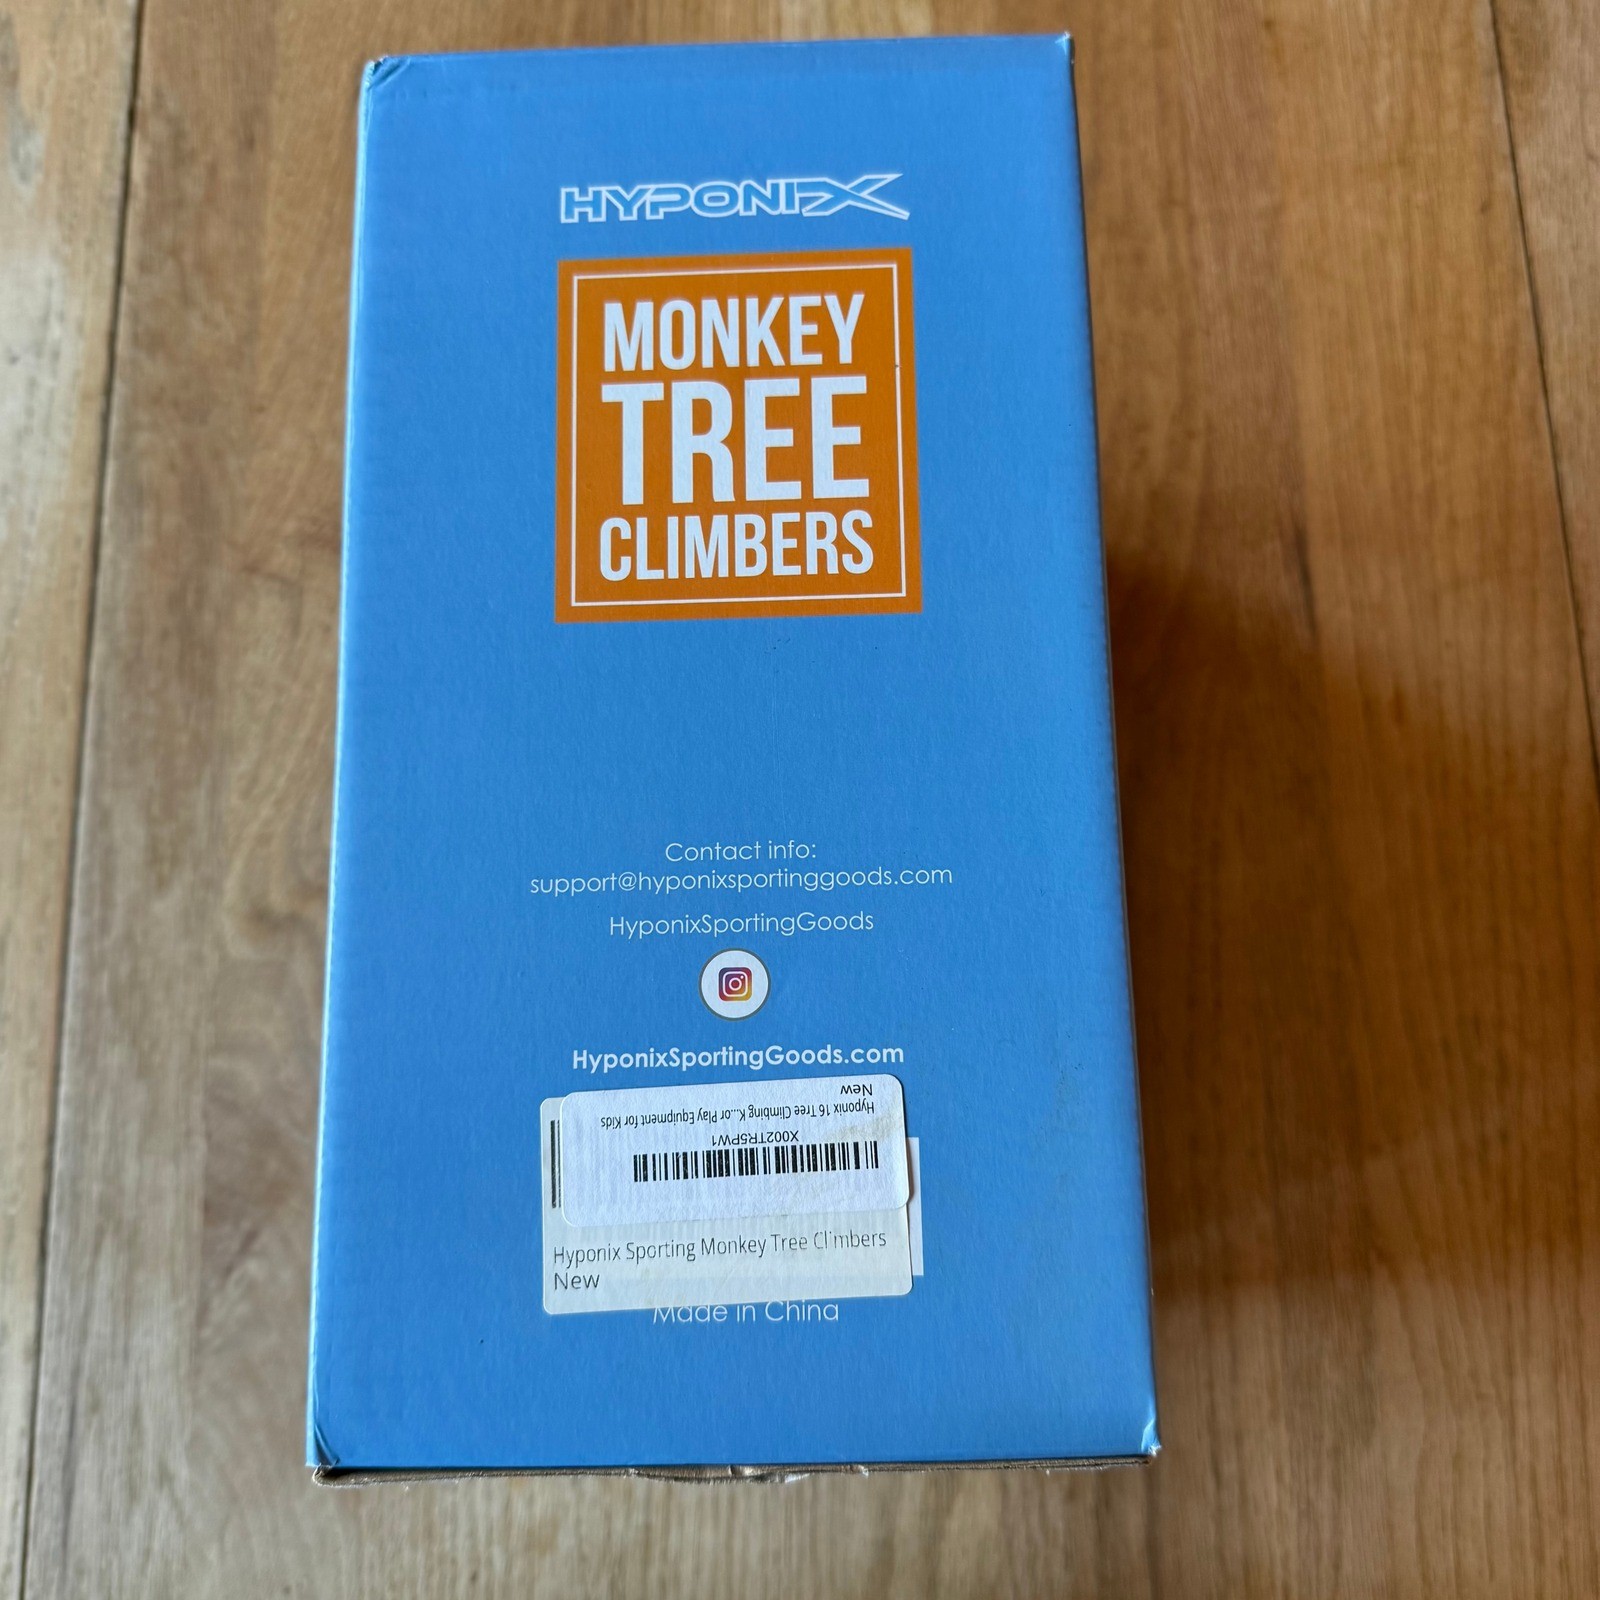 HYPONIX
MONKEY
TREE
CLIMBERS
Contact info:
support@hyponixsportinggoods.com
HyponixSportingGoods
HyponixSportingGoods.com
X002TR5PW1
Hyponix 16 Tree Climbing K...or Play Equipment for Kids
New
Hyponix Sporting Monkey Tree Climbers
New
Made in China